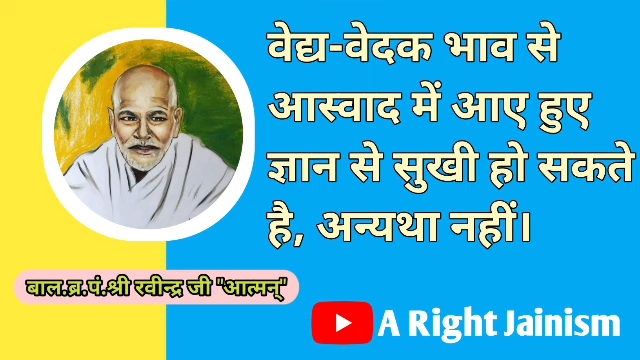 वेद्य-वेदक भाव से
आस्वाद में आए हुए
ज्ञान से सुखी हो सकते
है, अन्यथा नहीं।
बाल.ब्र.पं.श्री रवीन्द्र जी "आत्मन्"
A Right Jainism